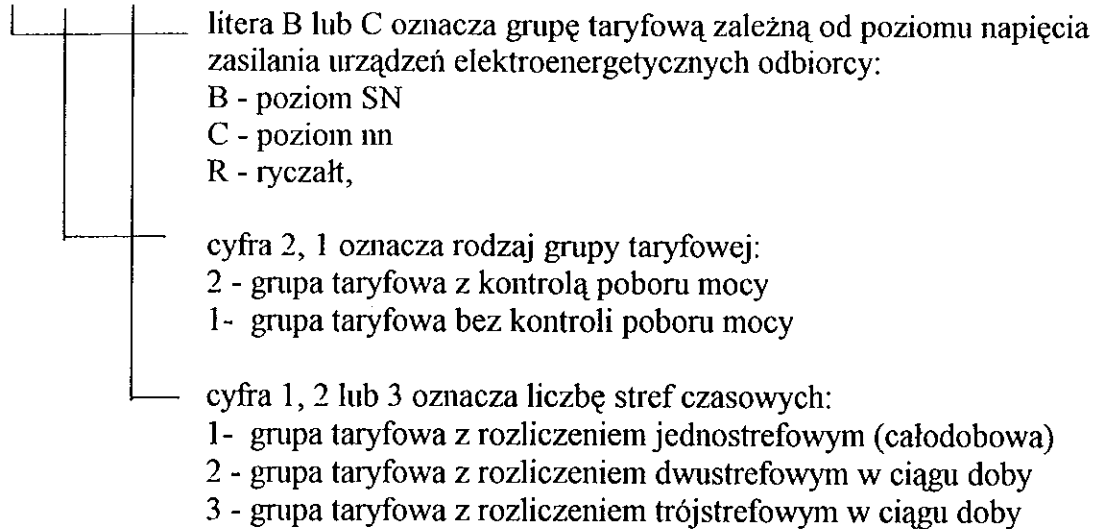 litera B lub C oznacza grupę taryfową zależną od poziomu napięcia
zasilania urządzeń elektroenergetycznych odbiorcy:
B - poziom SN
C - poziom nn
R - ryczałt,
cyfra 2, 1 oznacza rodzaj grupy taryfowej:
2 - grupa taryfowa z kontrolą poboru mocy
1- grupa taryfowa bez kontroli poboru mocy
cyfra 1, 2 lub 3 oznacza liczbę stref czasowych:
1- grupa taryfowa z rozliczeniem jednostrefowym (całodobowa)
2 - grupa taryfowa z rozliczeniem dwustrefowym w ciągu doby
3 - grupa taryfowa z rozliczeniem trójstrefowym w ciągu doby